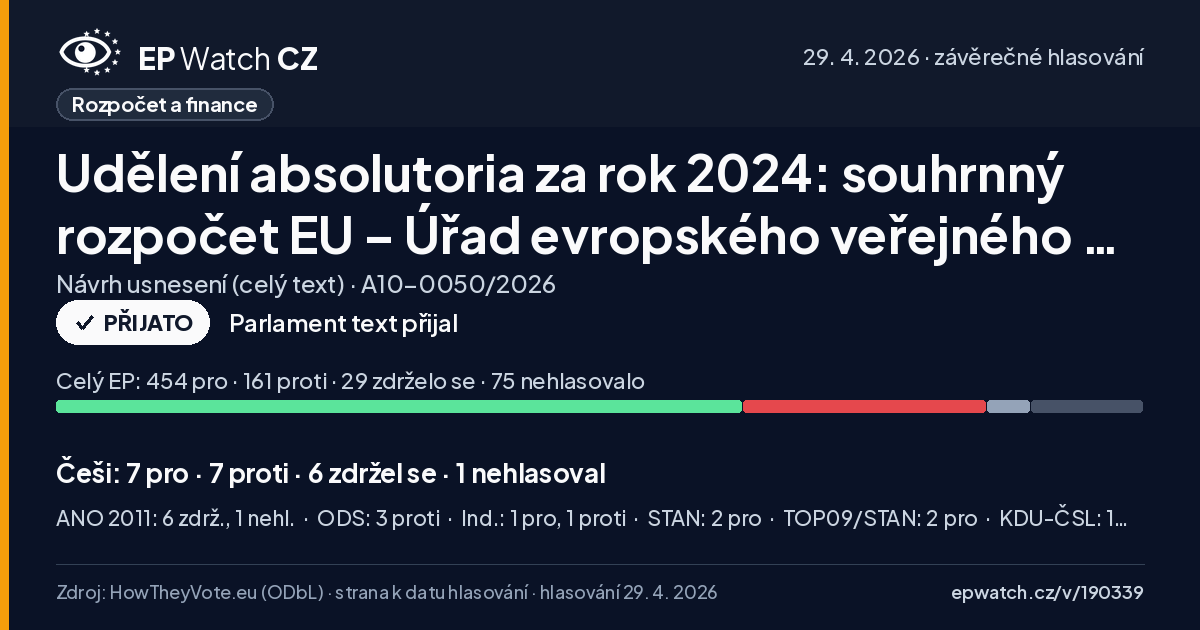 EP Watch CZ
29. 4. 2026 · závěrečné hlasování
Rozpočet a finance
Udělení absolutoria za rok 2024: souhrnný
rozpočet EU – Úřad evropského veřejného …
Návrh usnesení (celý text) · A10-0050/2026
✓ PŘIJATO Parlament text přijal
Celý EP: 454 pro · 161 proti · 29 zdrželo se · 75 nehlasovalo
Češi: 7 pro · 7 proti · 6 zdržel se · 1 nehlasoval
ANO 2011: 6 zdrž., 1 nehl. · ODS: 3 proti · Ind.: 1 pro, 1 proti · STAN: 2 pro · TOP09/STAN: 2 pro · KDU-ČSL: 1…
Zdroj: HowTheyVote.eu (ODbL) · strana k datu hlasování · hlasování 29. 4. 2026
epwatch.cz/v/190339